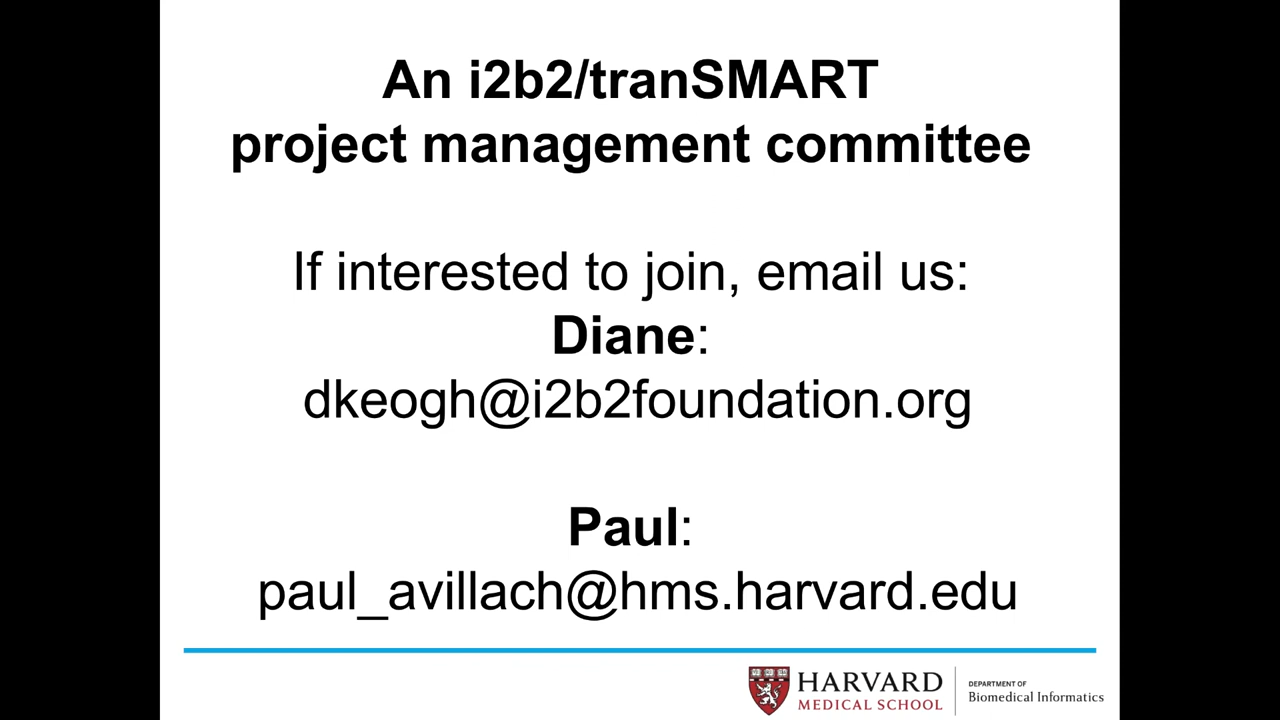 An i2b2/tranSMART
project management committee
If interested to join, email us:
Diane:
dkeogh@i2b2foundation.org
Paul:
paul_avillach@hms.harvard.edu
HARVARD
MEDICAL SCHOOL
DEPARTMENT OF
Biomedical Informatics